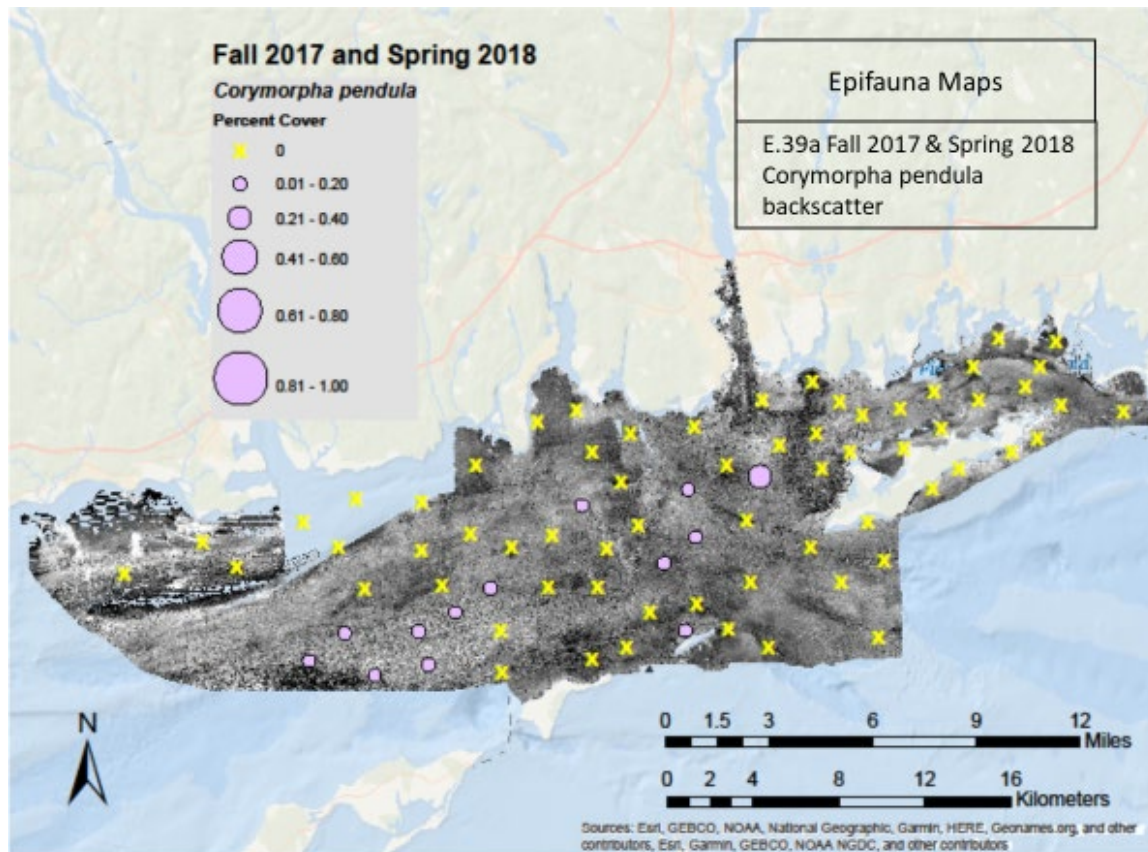 Fall 2017 and Spring 2018
Corymorpha pendula
Percent Cover
0
0.01 - 0.20
0.21 - 0.40
0.41 - 0.60
0.61 - 0.80
0.81 - 1.00
Epifauna Maps
E.39a Fall 2017 & Spring 2018
Corymorpha pendula
backscatter
N
0 1.5 3 6 9 12
Miles
0 2 4 8 12 16
Kilometers
Sources: Esri, GEBCO, NOAA, National Geographic, Garmin, HERE, Geonames.org, and other
contributors, Esri, Garmin, GEBCO, NOAA NGDC, and other contributors